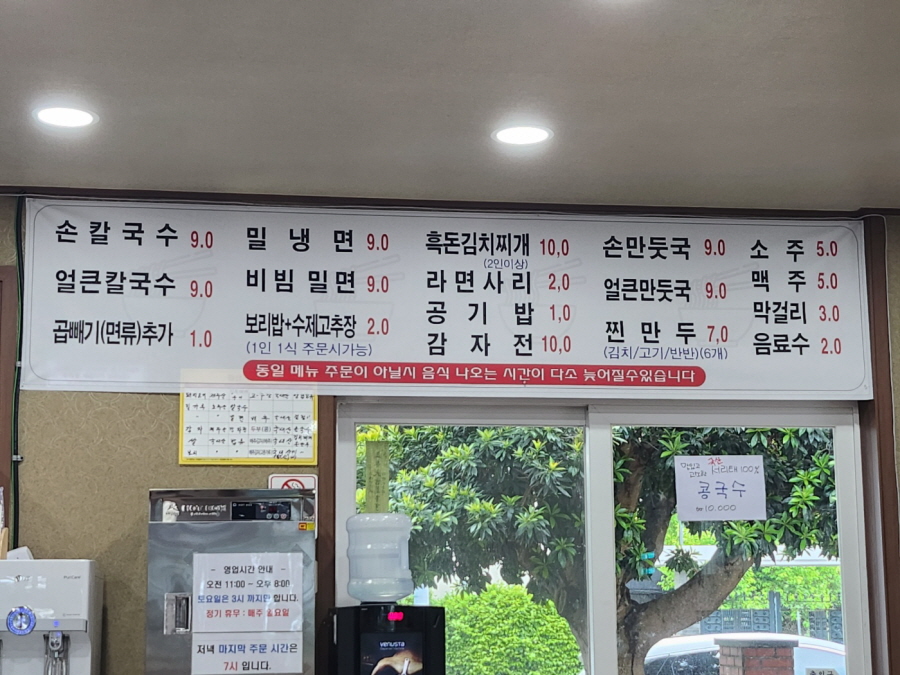 손칼국수 9.0
얼큰칼국수 9.0
곱빼기(면류)추가 1.0
밀냉면 9.0
비빔밀면 9.0
보리밥+수제고추장 2.0
(1인 1식 주문시가능)
흑돈김치찌개 10,0
(2인이상)
라면사리 2,0
공기밥 1,0
감자전 10,0
손만둣국 9.0
얼큰만둣국 9.0
찐만두 7,0
(김치/고기/반반)(6개)
소주 5.0
맥주 5.0
막걸리 3.0
음료수 2.0
동일 메뉴 주문이 아닐시 음식 나오는 시간이 다소 늦어질수있습니다
국산
서리태 100%
콩국수
₩10.000
- 영업시간 안내 -
오전 11:00 - 오후 8:00
토요일은 3시 까지만 합니다.
정기 휴무 : 매주 일요일
저녁 마지막 주문 시간은
7시 입니다.
venusta